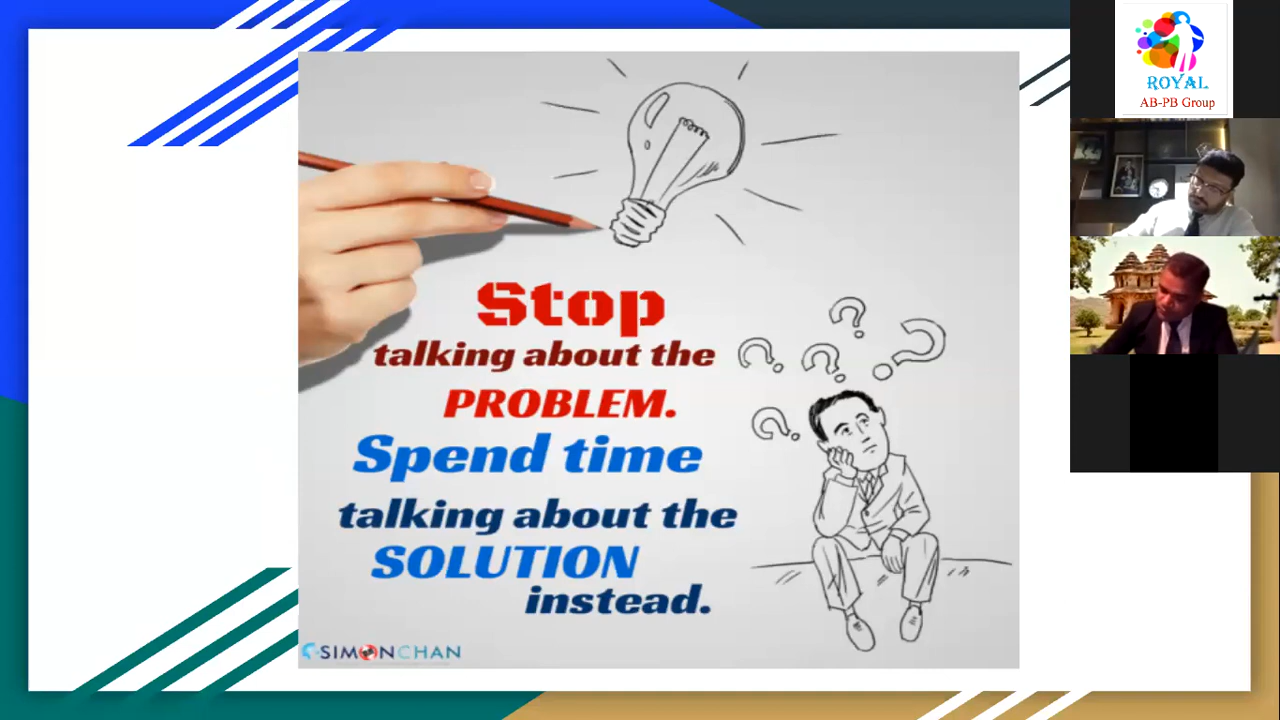 Stop
talking about the
PROBLEM.
Spend time
talking about the
SOLUTION
instead.
SIMONCHAN
ROYAL
AB-PB Group